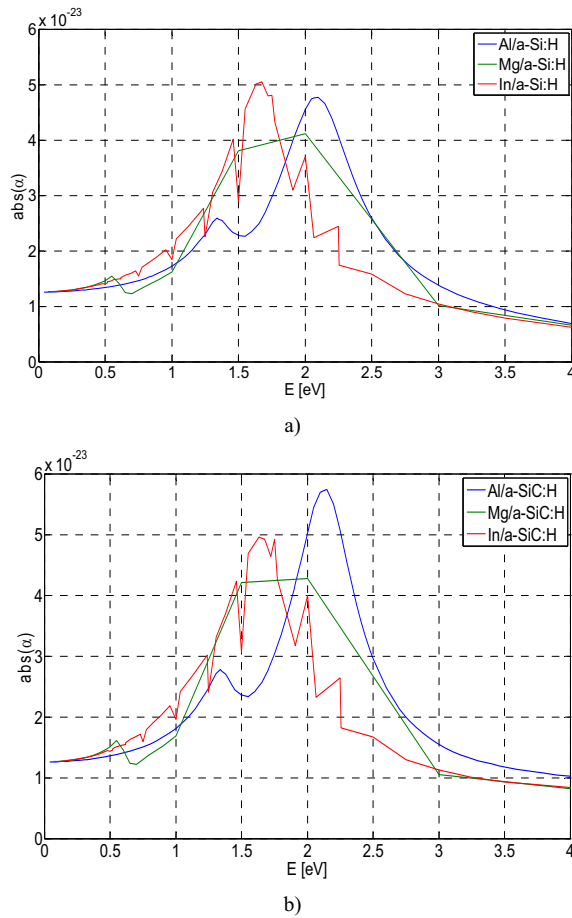 x 10^-23
6
5
4
3
2
1
0
abs(α)
Al/a-Si:H
Mg/a-Si:H
In/a-Si:H
0 0.5 1 1.5 2 2.5 3 3.5 4
E [eV]
a)
x 10^-23
6
5
4
3
2
1
0
abs(α)
Al/a-SiC:H
Mg/a-SiC:H
In/a-SiC:H
0 0.5 1 1.5 2 2.5 3 3.5 4
E [eV]
b)